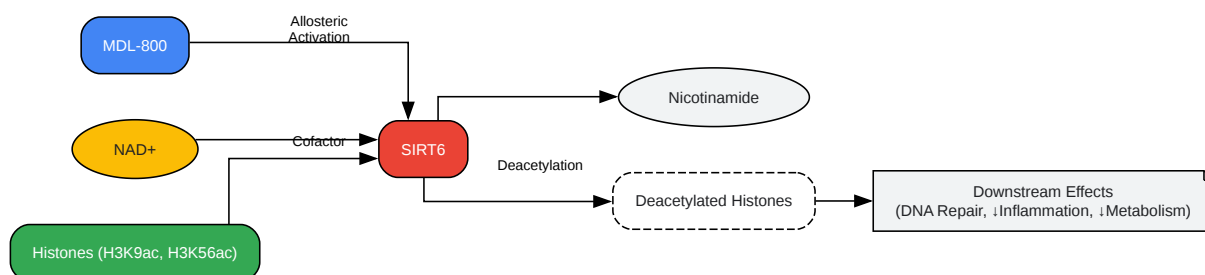 MDL-800
Allosteric
Activation
Nicotinamide
NAD+
Cofactor
SIRT6
Deacetylation
Deacetylated Histones
Downstream Effects
(DNA Repair, ↓Inflammation, ↓Metabolism)
Histones (H3K9ac, H3K56ac)